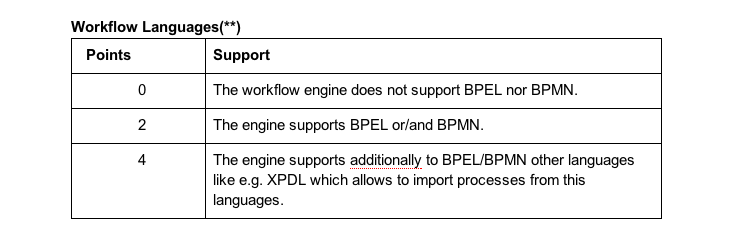 Workflow Languages(**)
Points Support
0 The workflow engine does not support BPEL nor BPMN.
2 The engine supports BPEL or/and BPMN.
4 The engine supports additionally to BPEL/BPMN other languages
like e.g. XPDL which allows to import processes from this
languages.